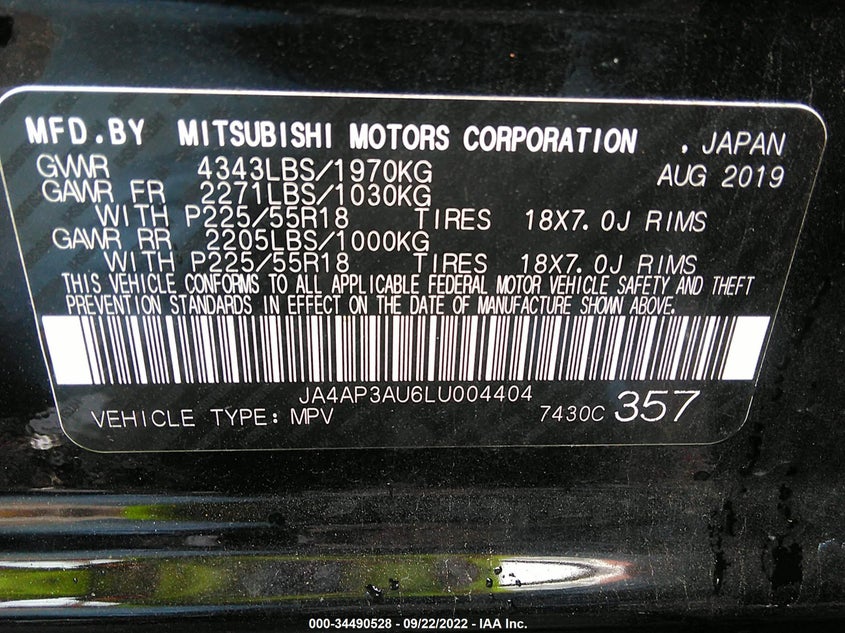 MFD.BY MITSUBISHI MOTORS CORPORATION . JAPAN
GVWR 4343LBS/1970KG AUG 2019
GAWR FR 2271LBS/1030KG
WITH P225/55R18 TIRES 18X7.0J RIMS
GAWR RR 2205LBS/1000KG
WITH P225/55R18 TIRES 18X7.0J RIMS
THIS VEHICLE CONFORMS TO ALL APPLICABLE FEDERAL MOTOR VEHICLE SAFETY AND THEFT
PREVENTION STANDARDS IN EFFECT ON THE DATE OF MANUFACTURE SHOWN ABOVE.
JA4AP3AU6LU004404
VEHICLE TYPE: MPV 7430C 357
000-34490528 - 09/22/2022 - IAA Inc.